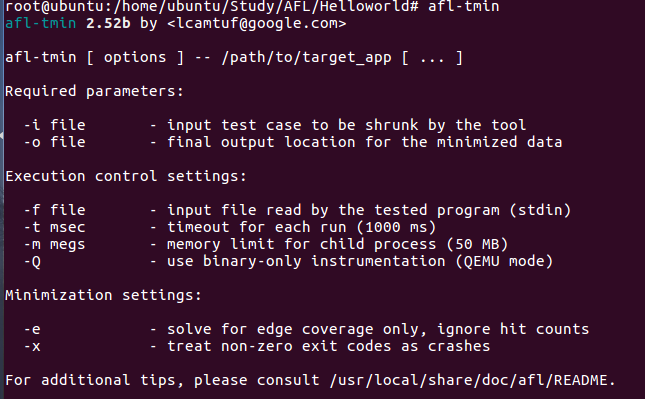 root@ubuntu:/home/ubuntu/Study/AFL/Helloworld# afl-tmin
afl-tmin 2.52b by <lcamtuf@google.com>
afl-tmin [ options ] -- /path/to/target_app [ ... ]
Required parameters:
-i file - input test case to be shrunk by the tool
-o file - final output location for the minimized data
Execution control settings:
-f file - input file read by the tested program (stdin)
-t msec - timeout for each run (1000 ms)
-m megs - memory limit for child process (50 MB)
-Q - use binary-only instrumentation (QEMU mode)
Minimization settings:
-e - solve for edge coverage only, ignore hit counts
-x - treat non-zero exit codes as crashes
For additional tips, please consult /usr/local/share/doc/afl/README.